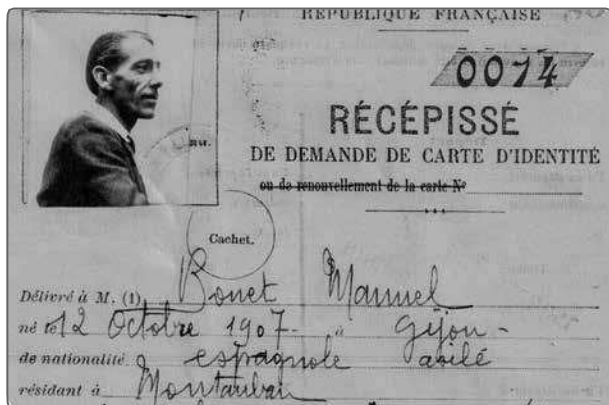 RÉPUBLIQUE FRANÇAISE
0074
RÉCÉPISSÉ
DE DEMANDE DE CARTE D'IDENTITÉ
ou de renouvellement de la carte Nº
Cachet.
Délivré à M. (1) Bonet Manuel
né le 12 Octobre 1907 - à Gijon -
de nationalité espagnole asilé
résidant à Montauban